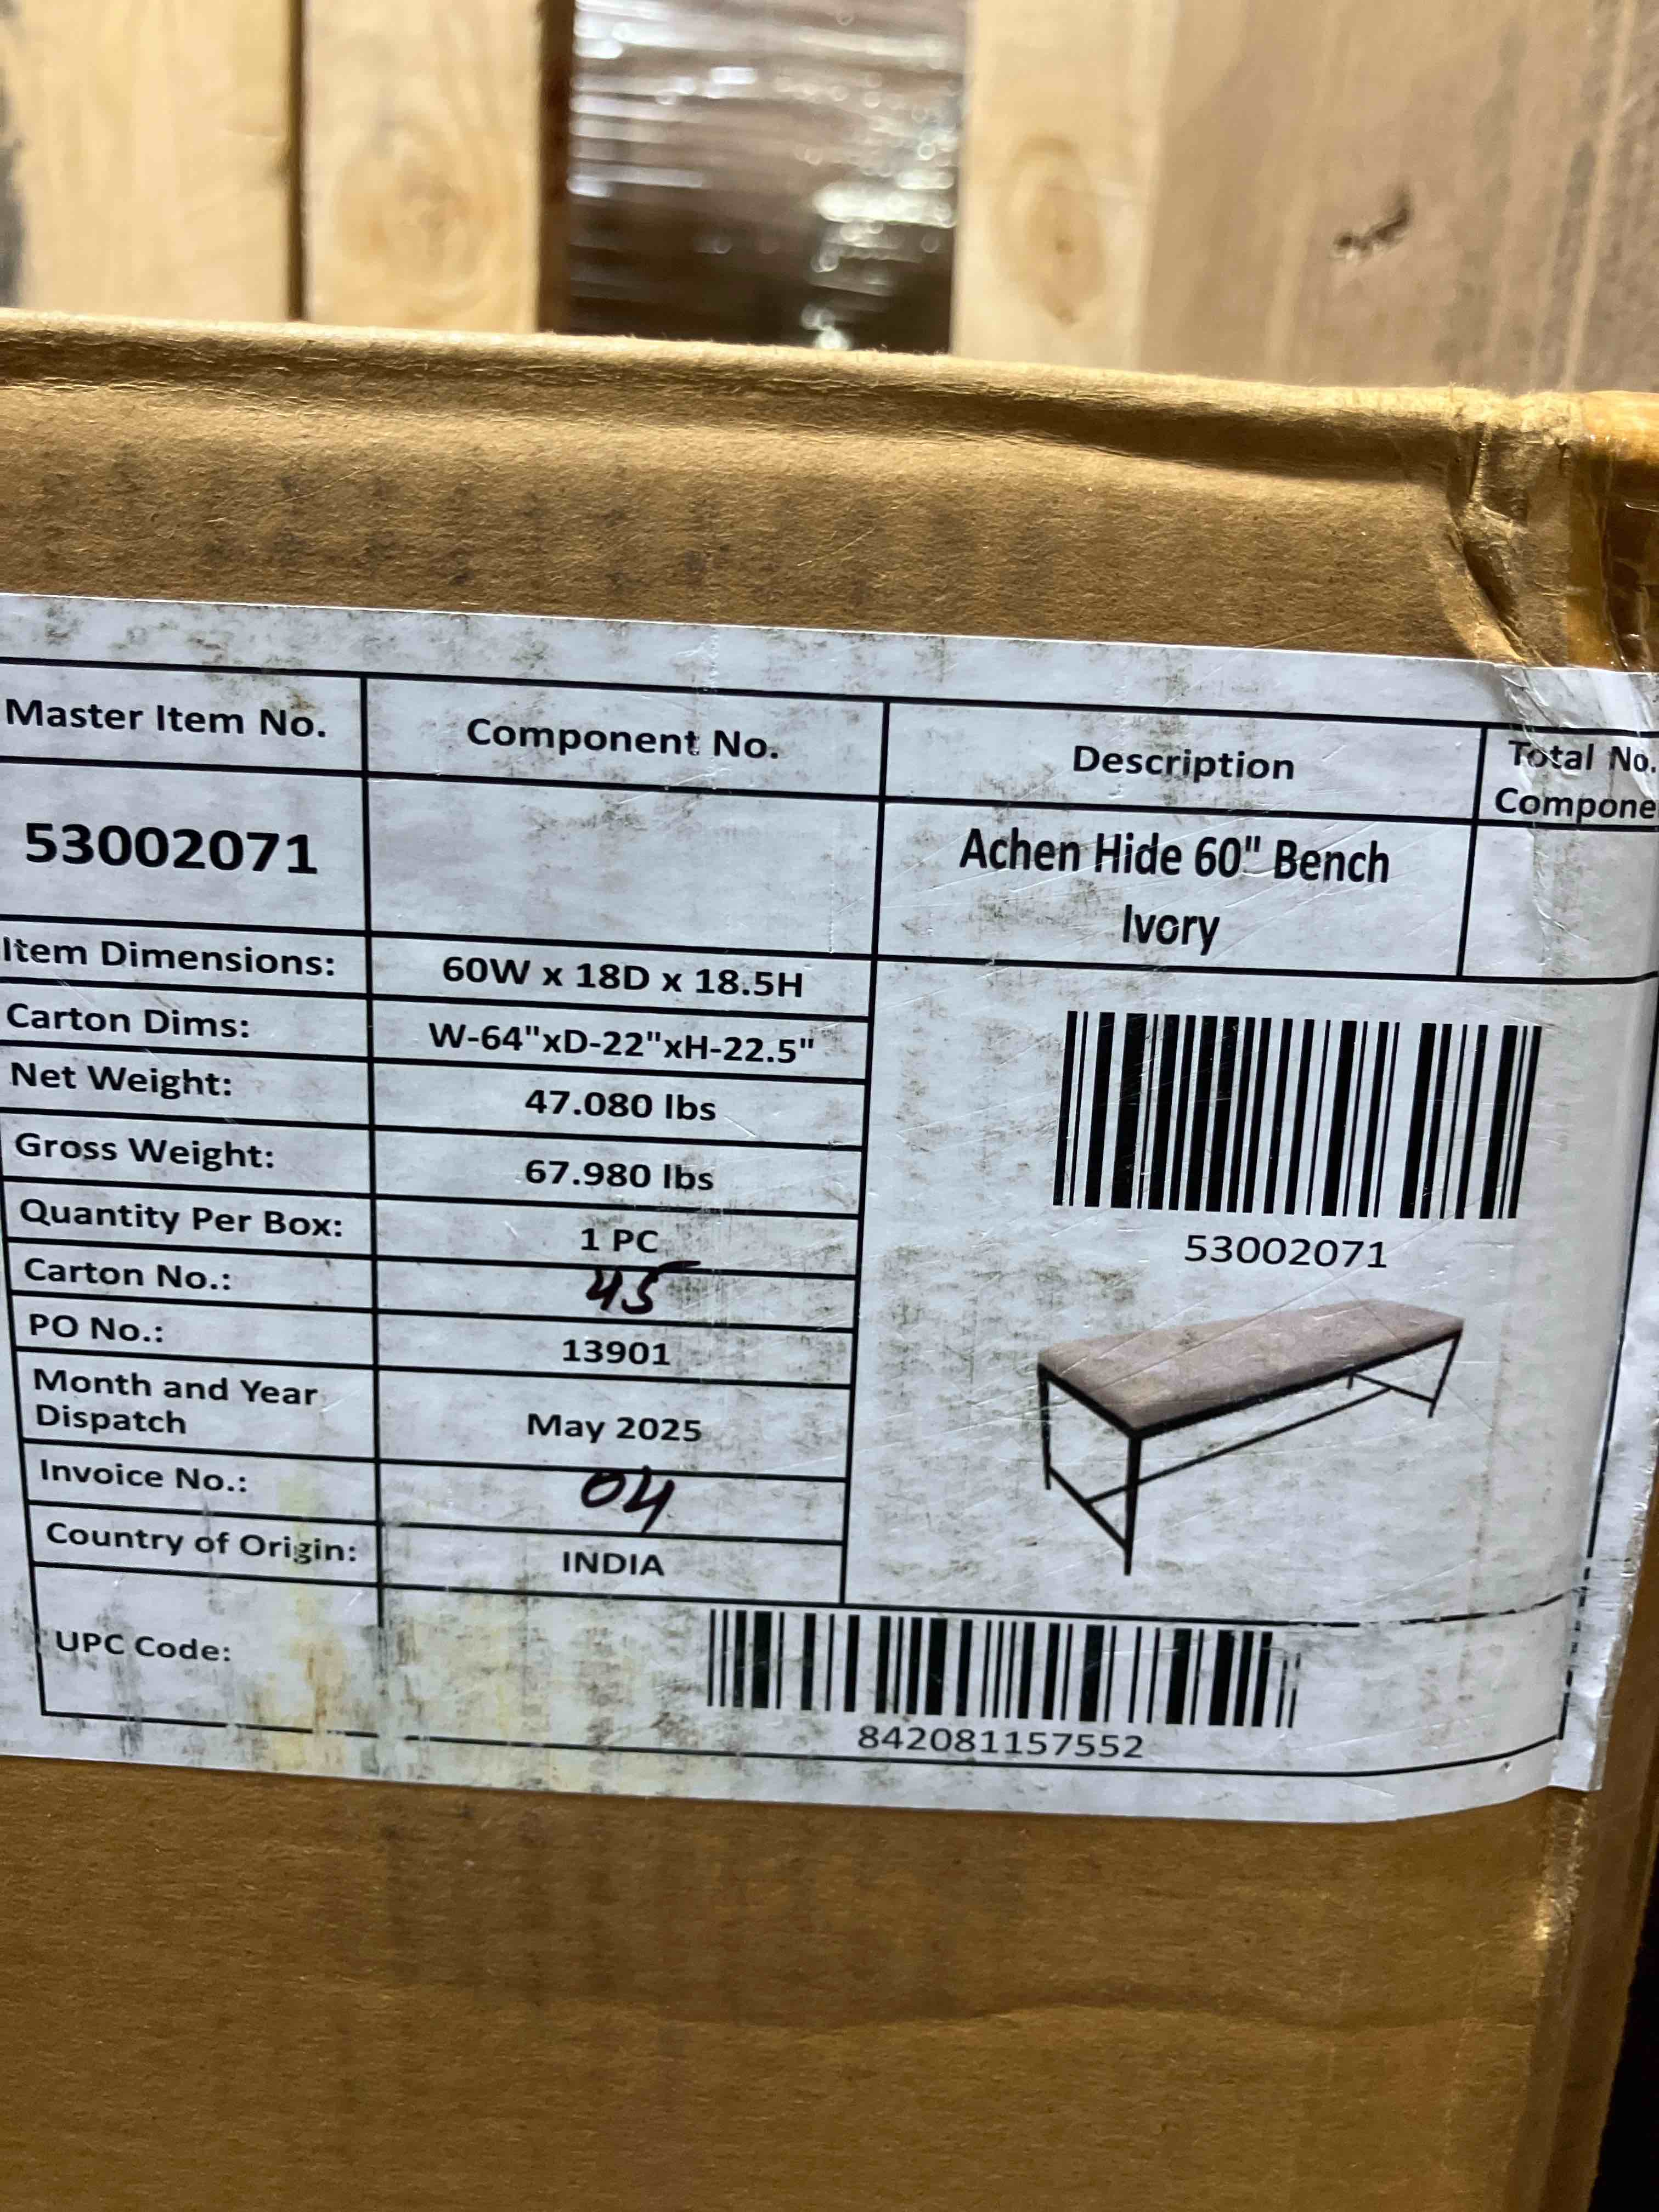 Master Item No. Component No. Description Total No.
Compone
53002071 Achen Hide 60" Bench
Ivory
Item Dimensions: 60W x 18D x 18.5H
Carton Dims: W-64"xD-22"xH-22.5"
Net Weight: 47.080 lbs
Gross Weight: 67.980 lbs
Quantity Per Box: 1 PC
Carton No.: 45
PO No.: 13901
Month and Year
Dispatch May 2025
Invoice No.: 04
Country of Origin: INDIA
53002071
UPC Code:
842081157552